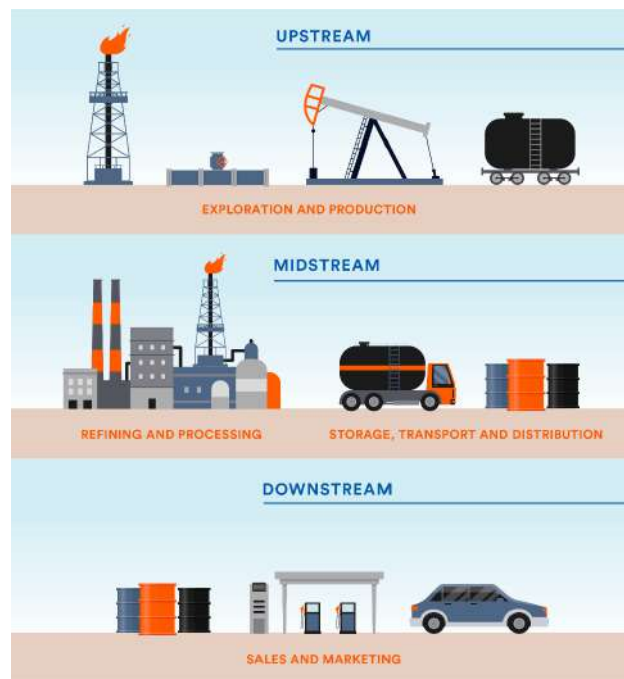 UPSTREAM
EXPLORATION AND PRODUCTION
MIDSTREAM
REFINING AND PROCESSING
STORAGE, TRANSPORT AND DISTRIBUTION
DOWNSTREAM
SALES AND MARKETING